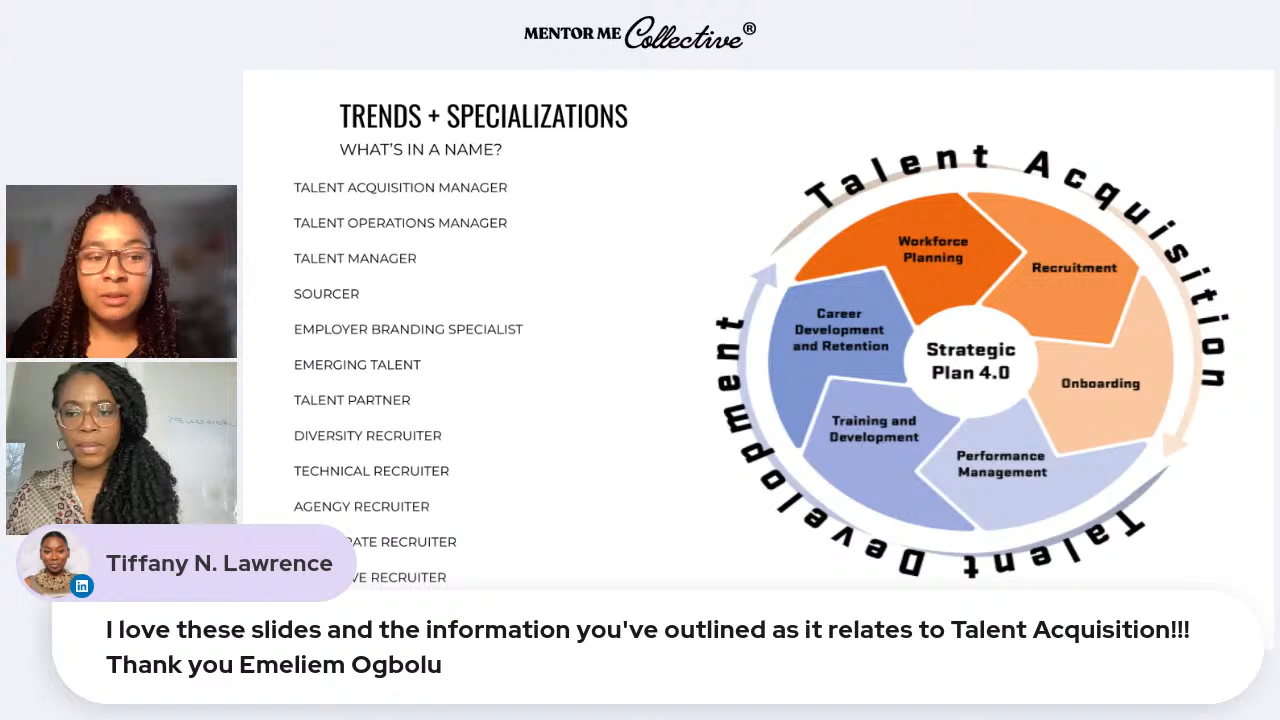 MENTOR ME Collective®
TRENDS + SPECIALIZATIONS
WHAT'S IN A NAME?
TALENT ACQUISITION MANAGER
TALENT OPERATIONS MANAGER
TALENT MANAGER
SOURCER
EMPLOYER BRANDING SPECIALIST
EMERGING TALENT
TALENT PARTNER
DIVERSITY RECRUITER
TECHNICAL RECRUITER
AGENCY RECRUITER
RATE RECRUITER
VE RECRUITER
Talent Acquisition
Workforce
Planning
Recruitment
Onboarding
Performance
Management
Training and
Development
Career
Development
and Retention
Strategic
Plan 4.0
Talent Development
Tiffany N. Lawrence
in
I love these slides and the information you've outlined as it relates to Talent Acquisition!!!
Thank you Emeliem Ogbolu